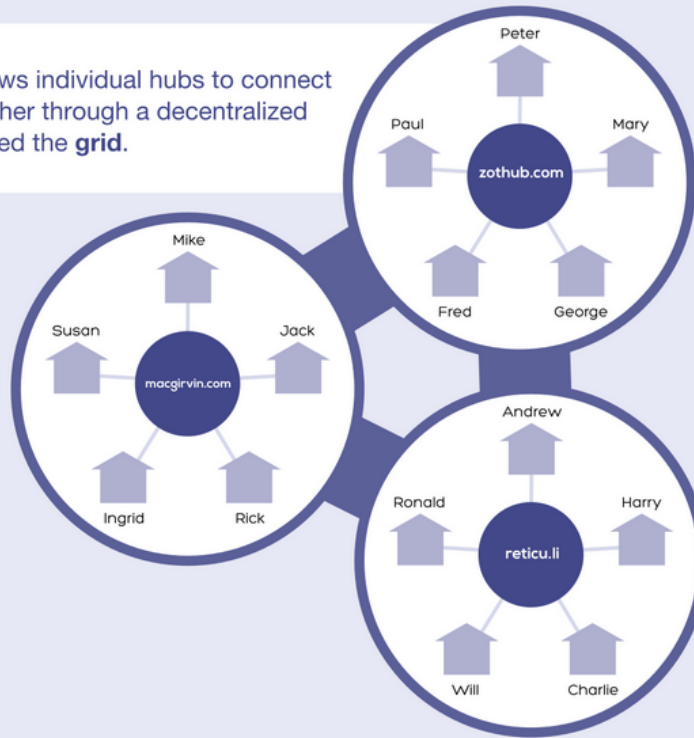 ws individual hubs to connect
her through a decentralized
ed the grid.
Peter
Paul
Mary
zothub.com
Fred
George
Mike
Susan
Jack
macgirvin.com
Ingrid
Rick
Andrew
Ronald
Harry
reticu.li
Will
Charlie